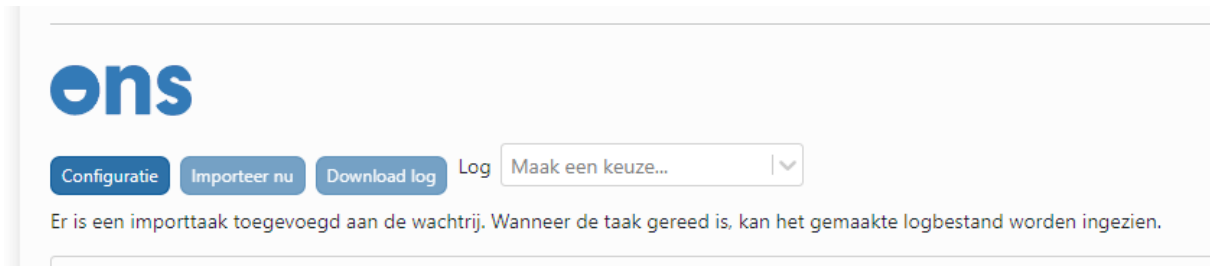 ons
Configuratie Importeer nu Download log Log Maak een keuze...
Er is een importtaak toegevoegd aan de wachtrij. Wanneer de taak gereed is, kan het gemaakte logbestand worden ingezien.